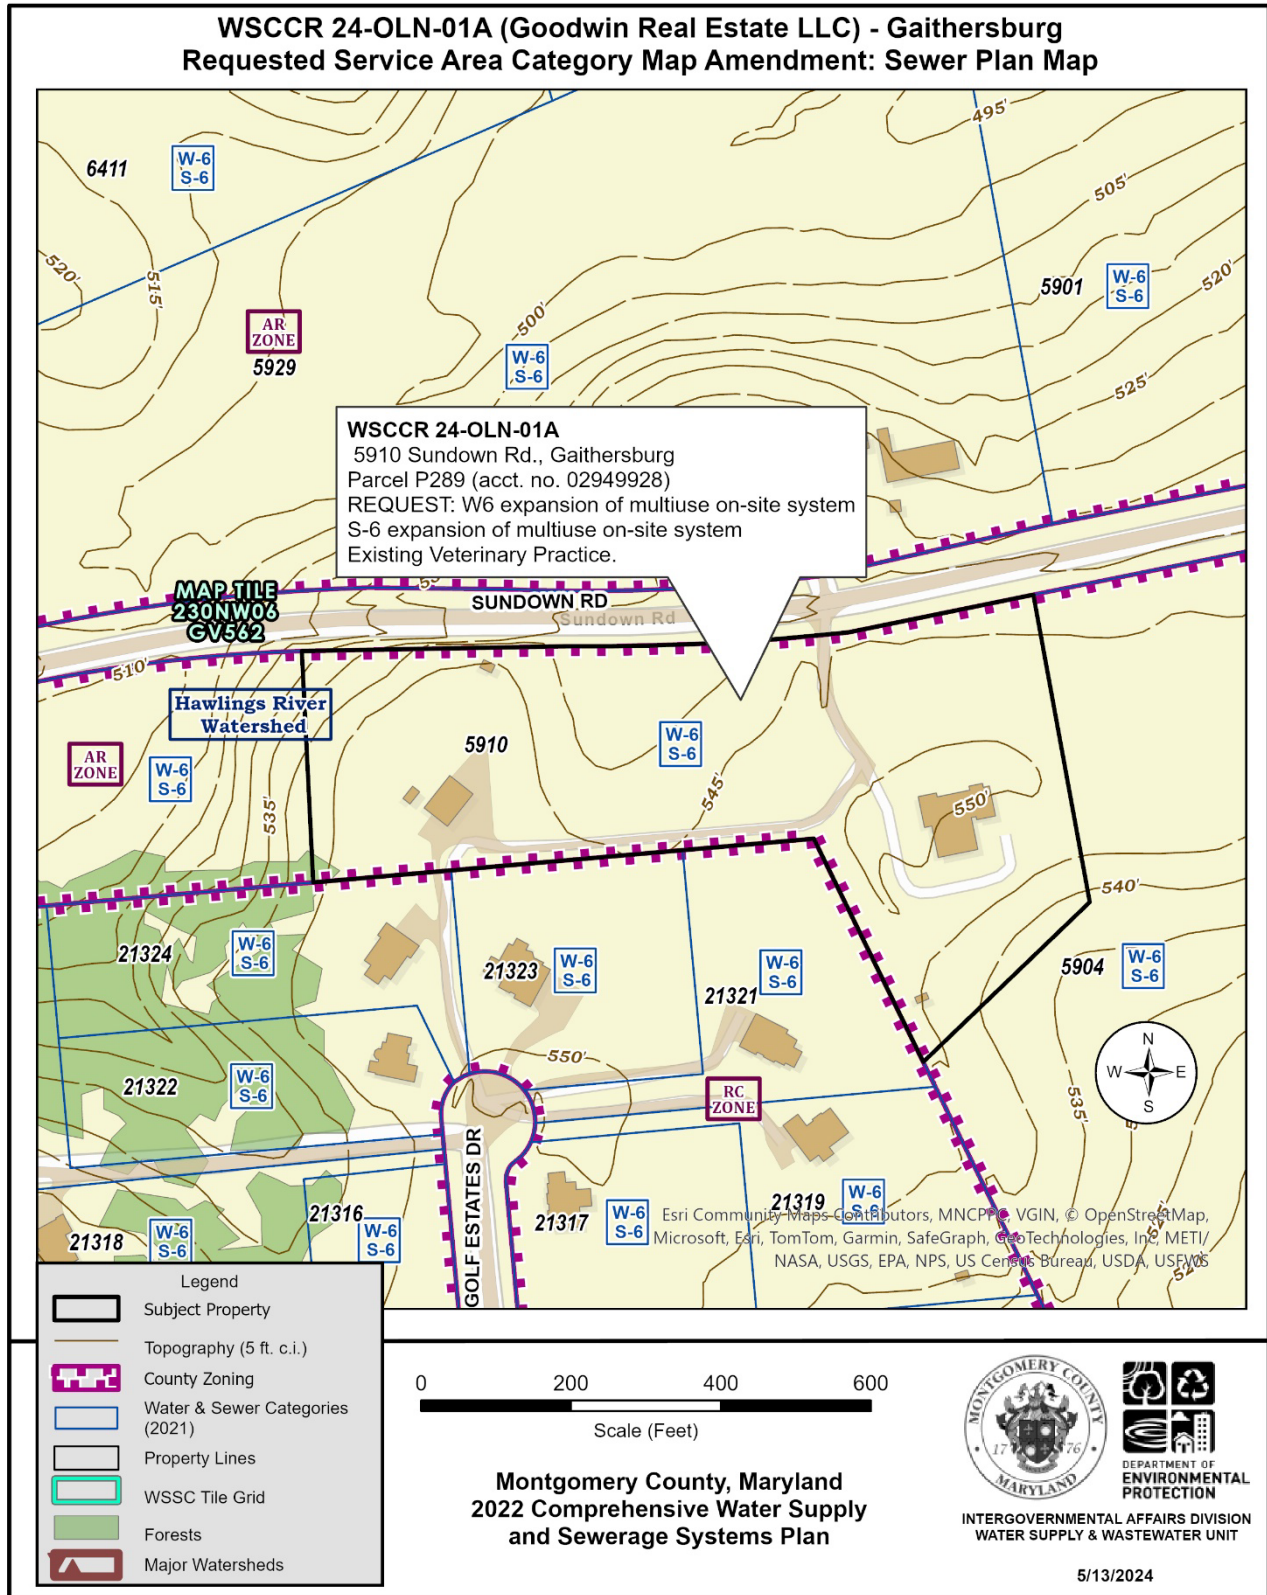 WSCCR 24-OLN-01A (Goodwin Real Estate LLC) - Gaithersburg
Requested Service Area Category Map Amendment: Sewer Plan Map
495'
6411
W-6
S-6
505'
520'
515'
5901
W-6
S-6
520'
AR
ZONE
5929
500'
W-6
S-6
525'
WSCCR 24-OLN-01A
5910 Sundown Rd., Gaithersburg
Parcel P289 (acct. no. 02949928)
REQUEST: W6 expansion of multiuse on-site system
S-6 expansion of multiuse on-site system
Existing Veterinary Practice.
MAP TILE
230NW06
GV562
SUNDOWN RD
Sundown Rd
510'
Hawlings River
Watershed
AR
ZONE
W-6
S-6
535'
5910
W-6
S-6
545'
550'
540'
21324
W-6
S-6
21323
W-6
S-6
21321
W-6
S-6
5904
W-6
S-6
21322
W-6
S-6
550'
RC
ZONE
N
W
E
S
535'
GOLF ESTATES DR
21318
W-6
S-6
21316
W-6
S-6
21317
W-6
S-6
21319
W-6
S-6
525'
520'
Esri Community Maps Contributors, MNCPPC, VGIN, © OpenStreetMap,
Microsoft, Esri, TomTom, Garmin, SafeGraph, GeoTechnologies, Inc, METI/
NASA, USGS, EPA, NPS, US Census Bureau, USDA, USFWS
Legend
Subject Property
Topography (5 ft. c.i.)
County Zoning
Water & Sewer Categories
(2021)
Property Lines
WSSC Tile Grid
Forests
Major Watersheds
0 200 400 600
Scale (Feet)
Montgomery County, Maryland
2022 Comprehensive Water Supply
and Sewerage Systems Plan
MONTGOMERY COUNTY
17 76
MARYLAND
DEPARTMENT OF
ENVIRONMENTAL
PROTECTION
INTERGOVERNMENTAL AFFAIRS DIVISION
WATER SUPPLY & WASTEWATER UNIT
5/13/2024